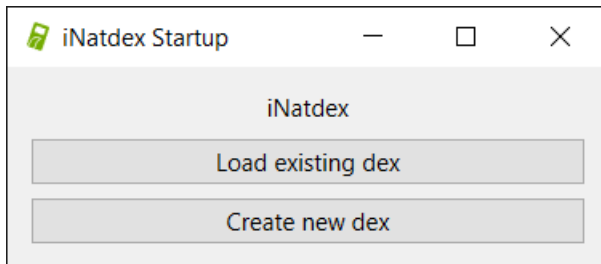 iNatdex Startup
iNatdex
Load existing dex
Create new dex